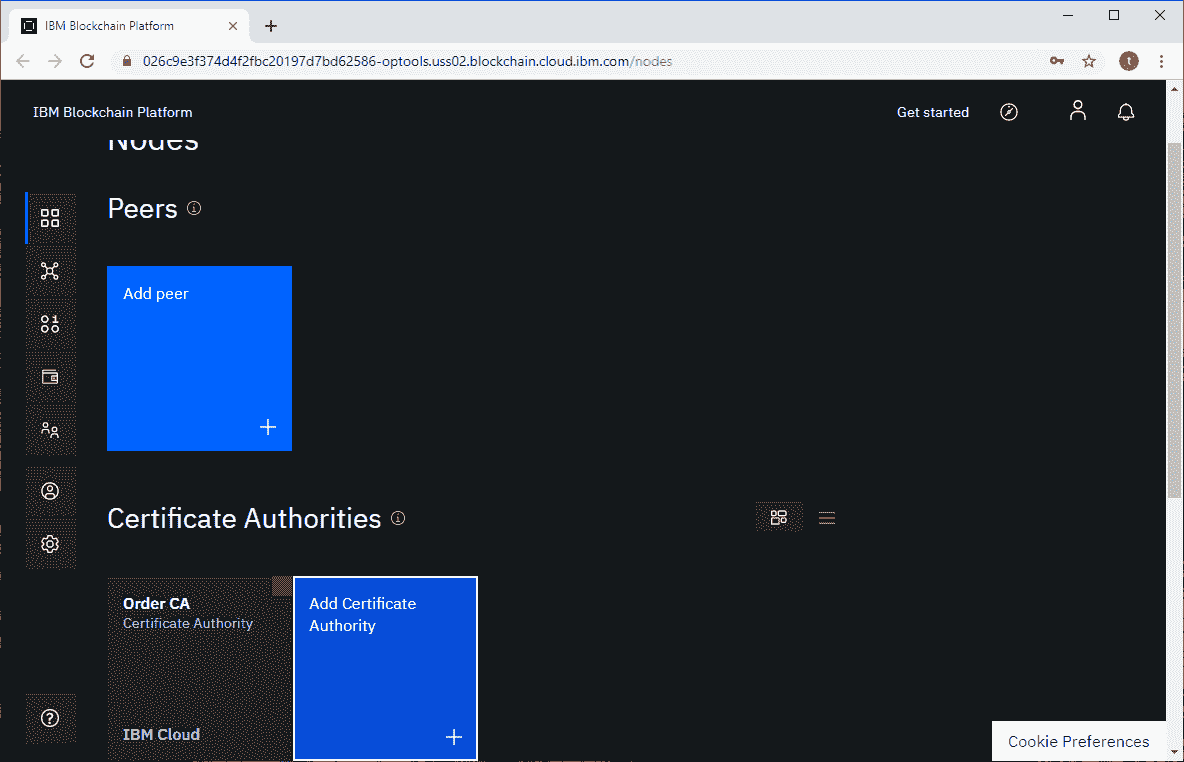 IBM Blockchain Platform
026c9e3f374d4f2fbc20197d7bd62586-optools.uss02.blockchain.cloud.ibm.com/nodes
t
IBM Blockchain Platform
Get started
Nodes
Peers
Add peer
Certificate Authorities
Order CA
Certificate Authority
IBM Cloud
Add Certificate
Authority
Cookie Preferences